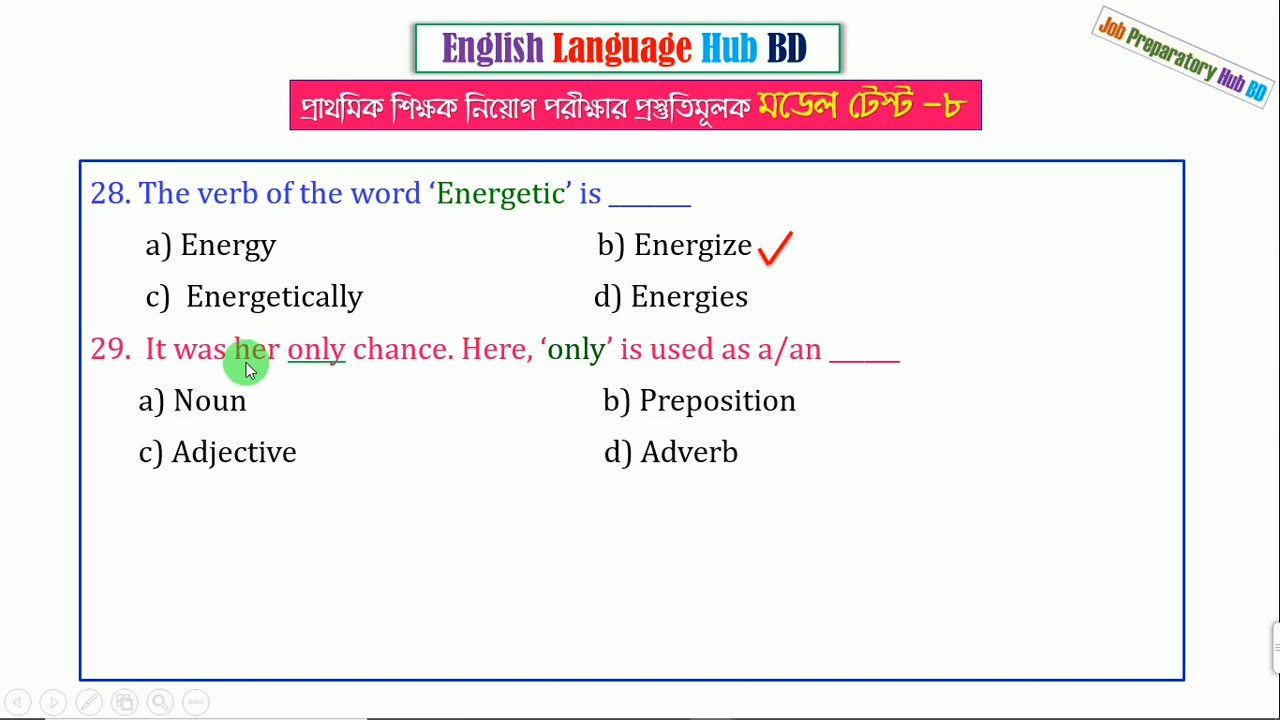 English Language Hub BD
Job Preparatory Hub BD
প্রাথমিক শিক্ষক নিয়োগ পরীক্ষার প্রস্তুতিমূলক মডেল টেস্ট -৮
28. The verb of the word ‘Energetic’ is ______
a) Energy b) Energize
c) Energetically d) Energies
29. It was her only chance. Here, ‘only’ is used as a/an _____
a) Noun b) Preposition
c) Adjective d) Adverb